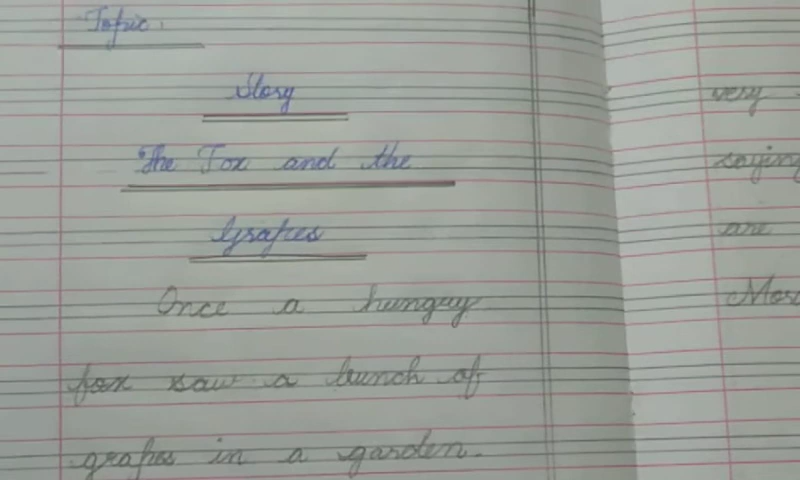 Topic.
Story
The Fox and the
Grapes
Once a hungry
fox saw a bunch of
grapes in a garden.
very
saying
are